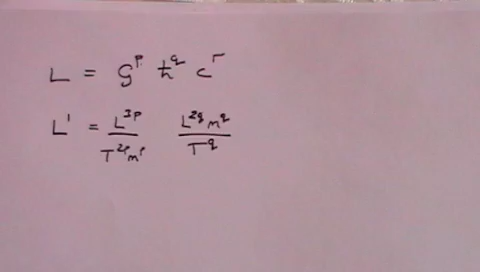 L = G^p ħ^q c^r
L^1 = L^{3p} / T^{2p} m^p  L^{2q} m^q / T^q